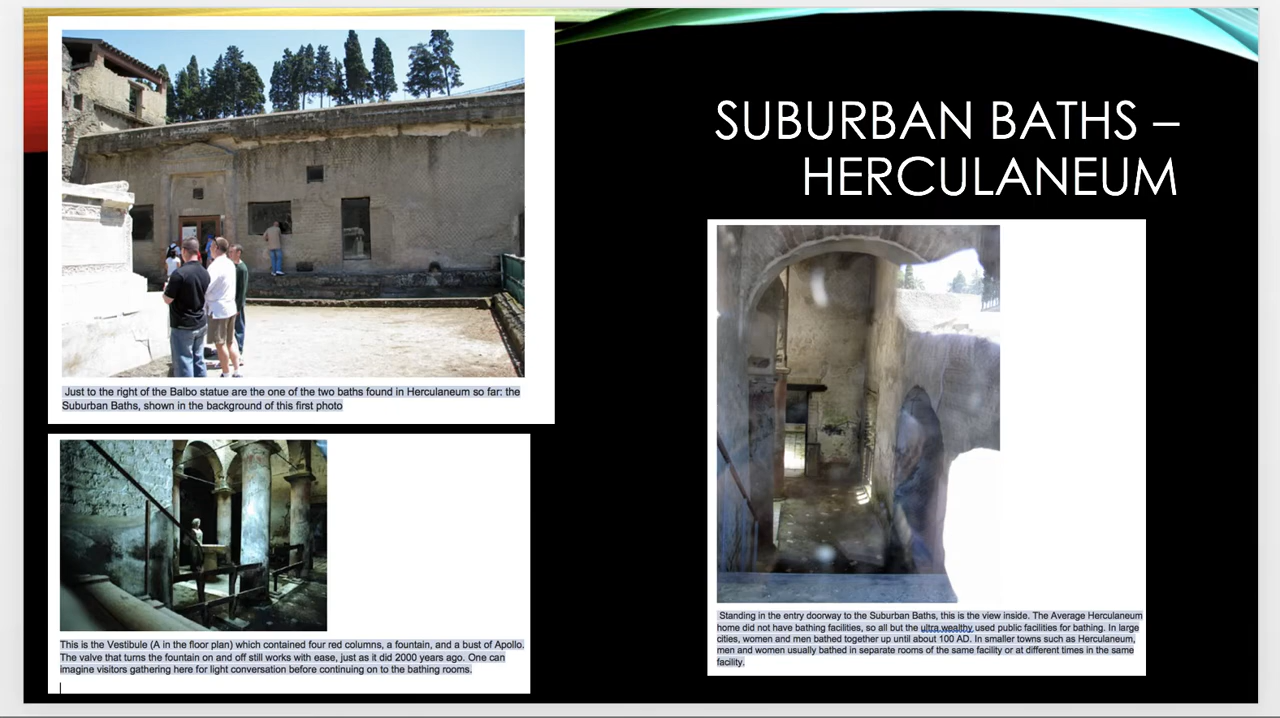 SUBURBAN BATHS –
HERCULANEUM
Just to the right of the Balbo statue are the one of the two baths found in Herculaneum so far: the
Suburban Baths, shown in the background of this first photo
This is the Vestibule (A in the floor plan) which contained four red columns, a fountain, and a bust of Apollo.
The valve that turns the fountain on and off still works with ease, just as it did 2000 years ago. One can
imagine visitors gathering here for light conversation before continuing on to the bathing rooms.
Standing in the entry doorway to the Suburban Baths, this is the view inside. The Average Herculaneum
home did not have bathing facilities, so all but the ultra wealthy used public facilities for bathing. In large
cities, women and men bathed together up until about 100 AD. In smaller towns such as Herculaneum,
men and women usually bathed in separate rooms of the same facility or at different times in the same
facility.